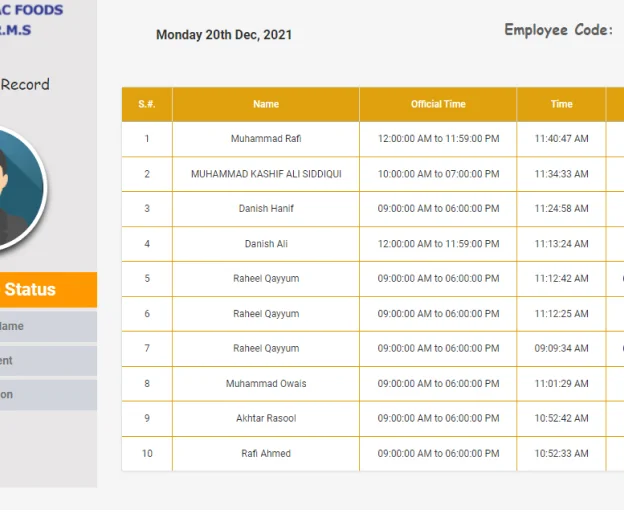 AC FOODS
R.M.S
Record
Status
Name
Monday 20th Dec, 2021
Employee Code:
S.#. Name Official Time Time
1 Muhammad Rafi 12:00:00 AM to 11:59:00 PM 11:40:47 AM
2 MUHAMMAD KASHIF ALI SIDDIQUI 10:00:00 AM to 07:00:00 PM 11:34:33 AM
3 Danish Hanif 09:00:00 AM to 06:00:00 PM 11:24:58 AM
4 Danish Ali 12:00:00 AM to 11:59:00 PM 11:13:24 AM
5 Raheel Qayyum 09:00:00 AM to 06:00:00 PM 11:12:42 AM
6 Raheel Qayyum 09:00:00 AM to 06:00:00 PM 11:12:25 AM
7 Raheel Qayyum 09:00:00 AM to 06:00:00 PM 09:09:34 AM
8 Muhammad Owais 09:00:00 AM to 06:00:00 PM 11:01:29 AM
9 Akhtar Rasool 09:00:00 AM to 06:00:00 PM 10:52:42 AM
10 Rafi Ahmed 09:00:00 AM to 06:00:00 PM 10:52:33 AM